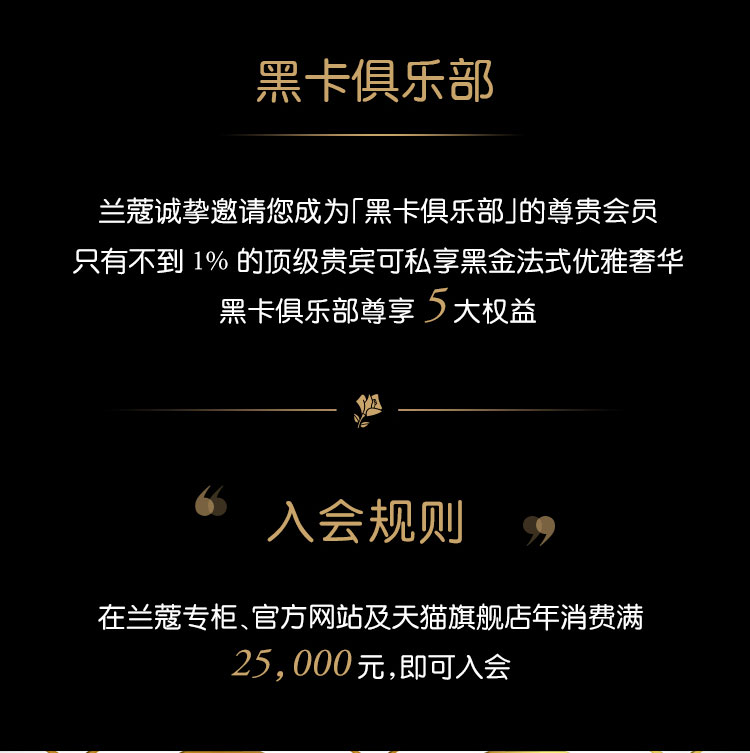 黑卡俱乐部
兰蔻诚挚邀请您成为「黑卡俱乐部」的尊贵会员
只有不到 1% 的顶级贵宾可私享黑金法式优雅奢华
黑卡俱乐部尊享 5 大权益
“入会规则”
在兰蔻专柜、官方网站及天猫旗舰店年消费满
25,000 元,即可入会